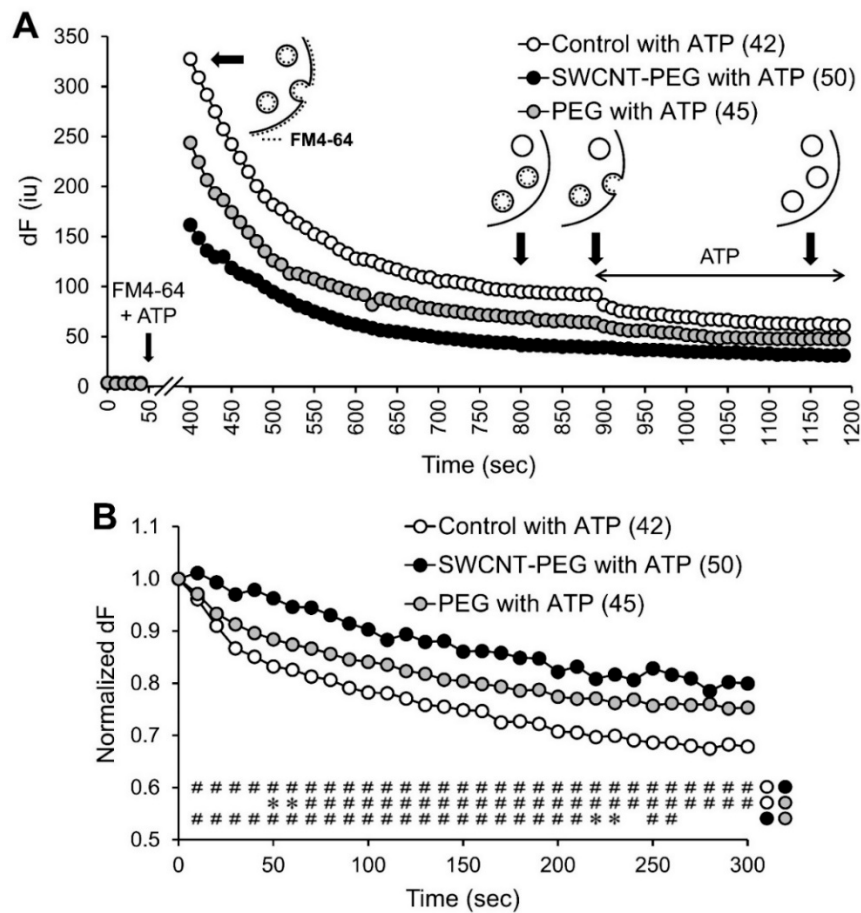 A
350
300
250
200
150
100
50
0
dF (iu)
Control with ATP (42)
SWCNT-PEG with ATP (50)
PEG with ATP (45)
FM4-64
FM4-64
+ ATP
ATP
0 50 400 450 500 550 600 650 700 750 800 850 900 950 1000 1050 1100 1150 1200
Time (sec)
B
1.1
1.0
0.9
0.8
0.7
0.6
0.5
Normalized dF
Control with ATP (42)
SWCNT-PEG with ATP (50)
PEG with ATP (45)
# # # # # # # # # # # # # # # # # # # # # # # # # # # # # #
* * # # # # # # # # # # # # # # # # # # # # # # # #
# # # # # # # # # # # # # # # # # # # # # * * # #
0 50 100 150 200 250 300
Time (sec)